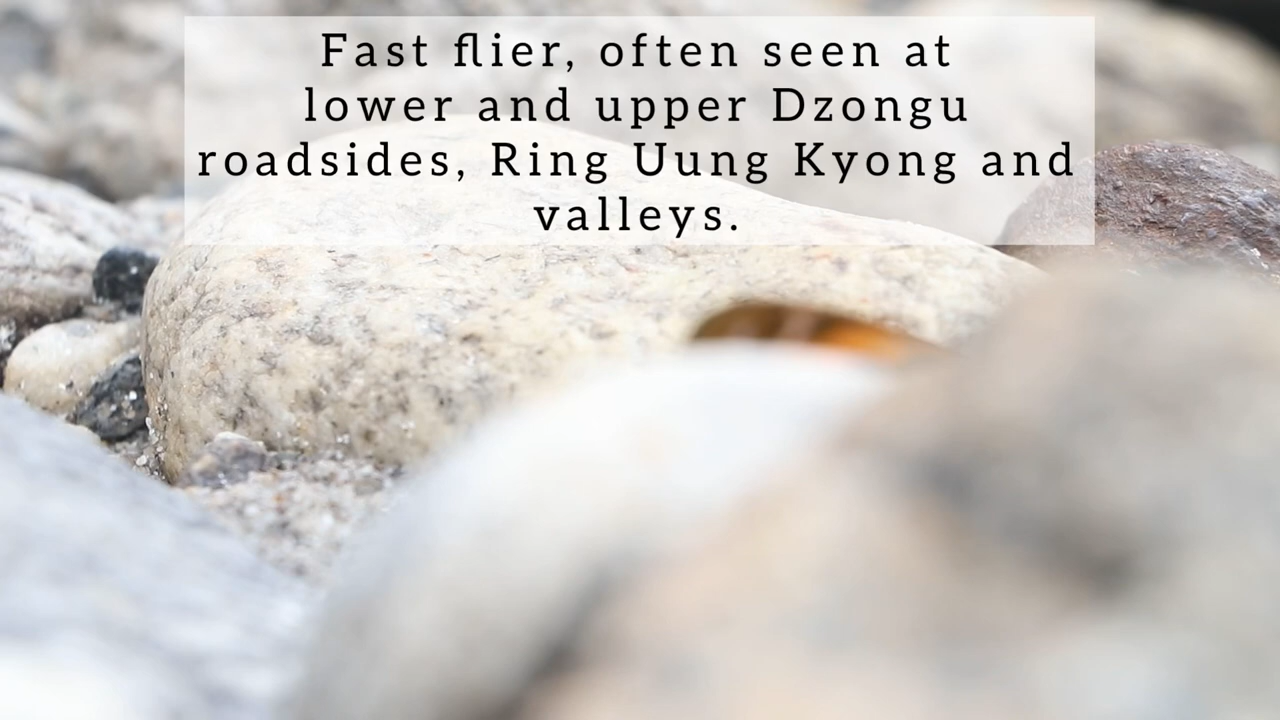 Fast flier, often seen at
lower and upper Dzongu
roadsides, Ring Uung Kyong and
valleys.